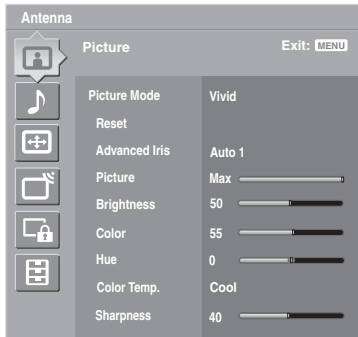 Antenna
Picture Exit: MENU
Picture Mode Vivid
Reset
Advanced Iris Auto 1
Picture Max
Brightness 50
Color 55
Hue 0
Color Temp. Cool
Sharpness 40